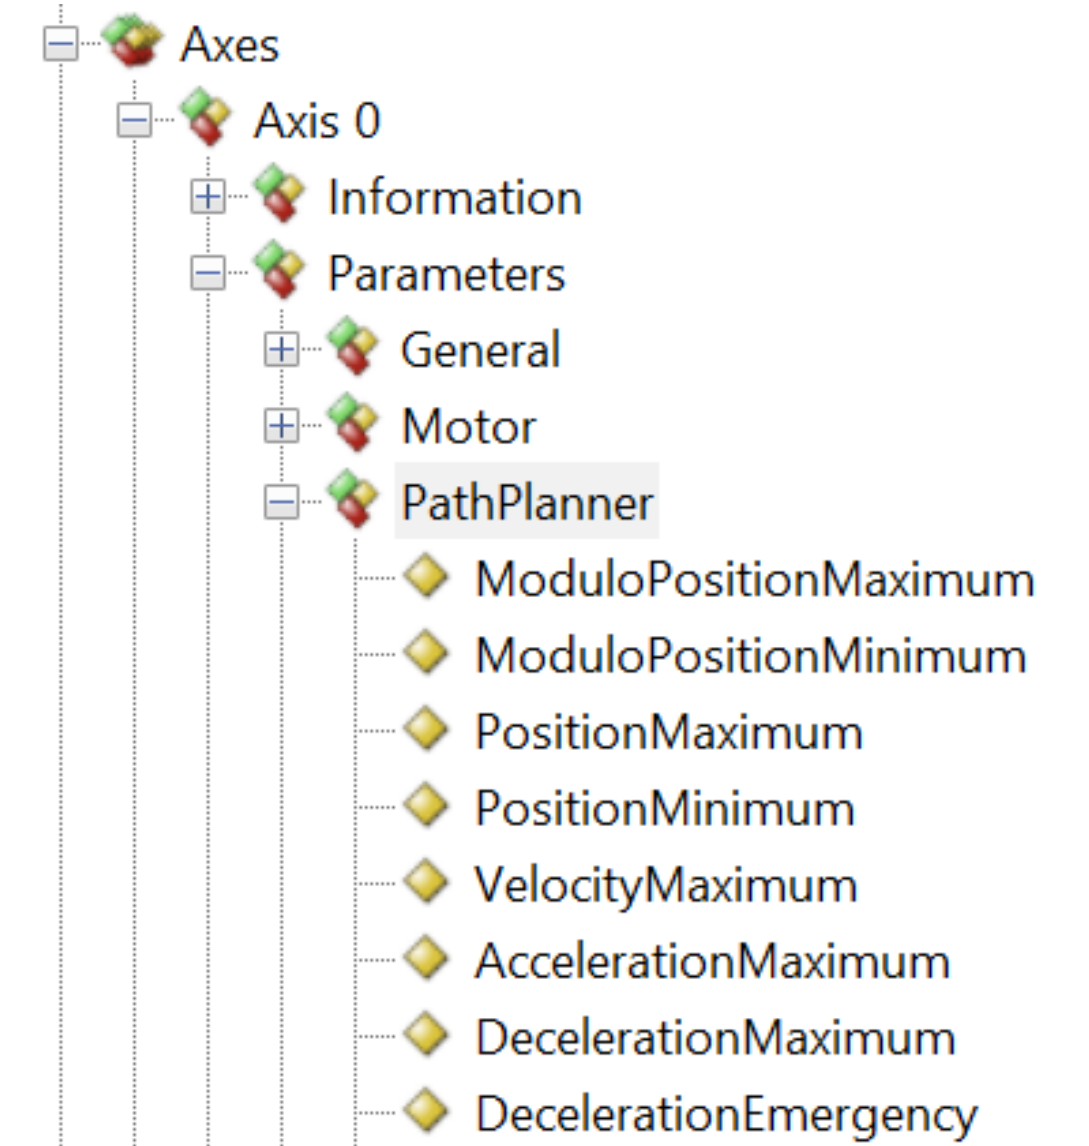 Axes
Axis 0
Information
Parameters
General
Motor
PathPlanner
ModuloPositionMaximum
ModuloPositionMinimum
PositionMaximum
PositionMinimum
VelocityMaximum
AccelerationMaximum
DecelerationMaximum
DecelerationEmergency